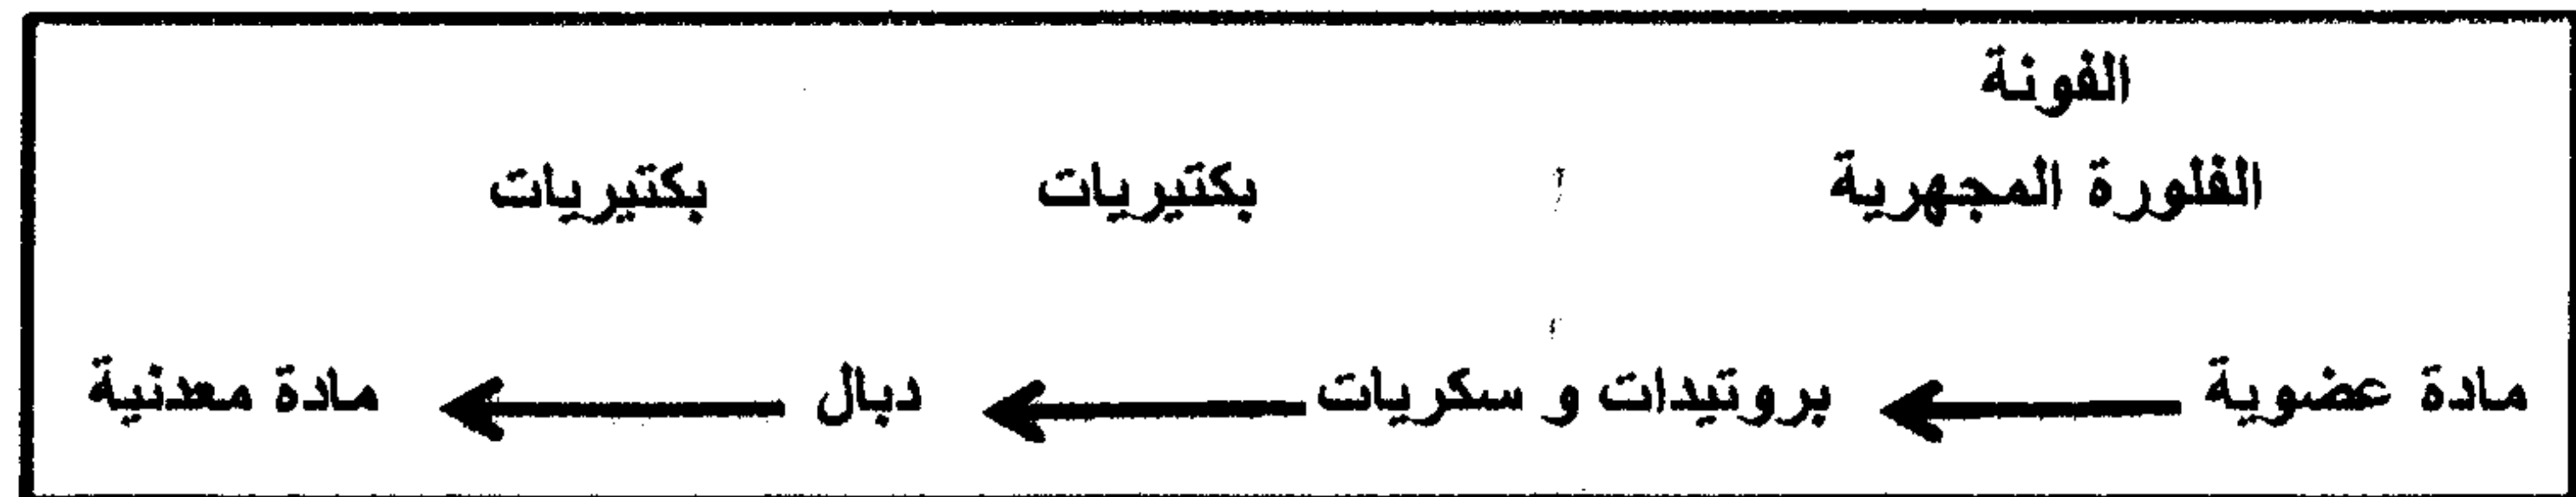 الفونة
الفلورة المجهرية بكتيريات بكتيريات
مادة عضوية ← بروتيدات و سكريات ← دبال ← مادة معدنية